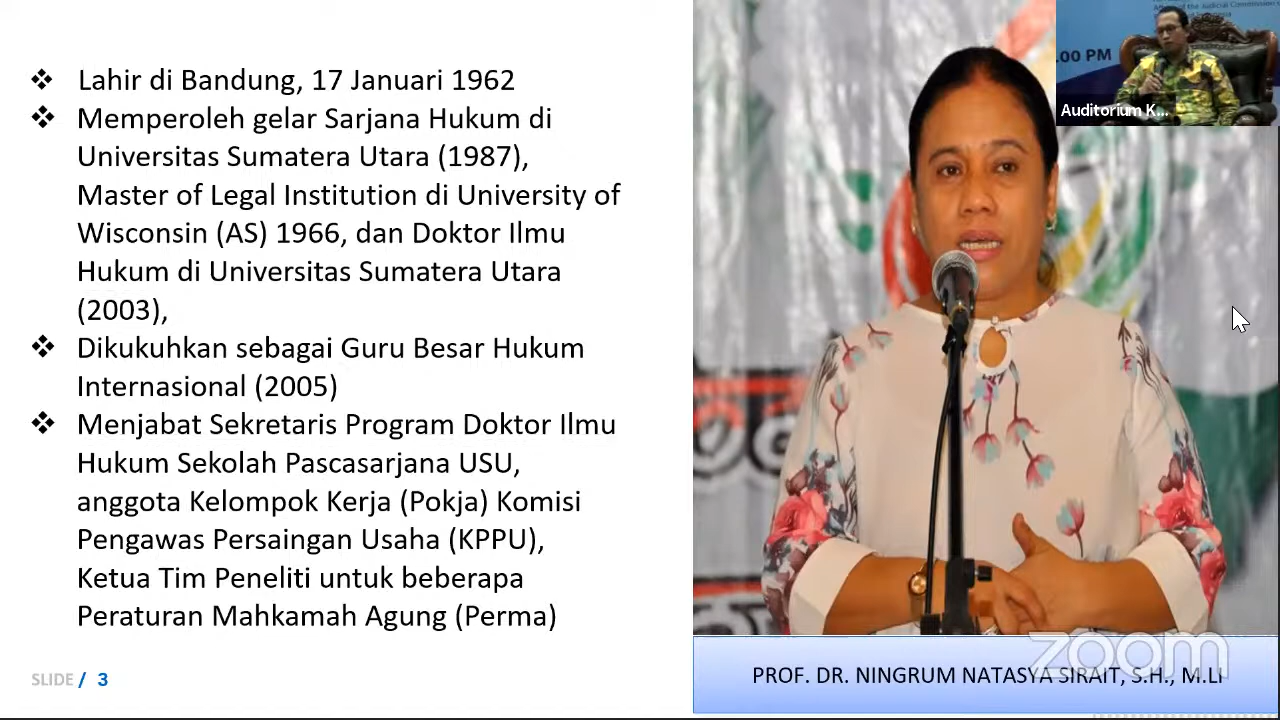 ❖ Lahir di Bandung, 17 Januari 1962
❖ Memperoleh gelar Sarjana Hukum di
Universitas Sumatera Utara (1987),
Master of Legal Institution di University of
Wisconsin (AS) 1966, dan Doktor Ilmu
Hukum di Universitas Sumatera Utara
(2003),
❖ Dikukuhkan sebagai Guru Besar Hukum
Internasional (2005)
❖ Menjabat Sekretaris Program Doktor Ilmu
Hukum Sekolah Pascasarjana USU,
anggota Kelompok Kerja (Pokja) Komisi
Pengawas Persaingan Usaha (KPPU),
Ketua Tim Peneliti untuk beberapa
Peraturan Mahkamah Agung (Perma)
SLIDE / 3
of the Judicial Commission
.00 PM
Auditorium K...
zoom
PROF. DR. NINGRUM NATASYA SIRAIT, S.H., M.LI